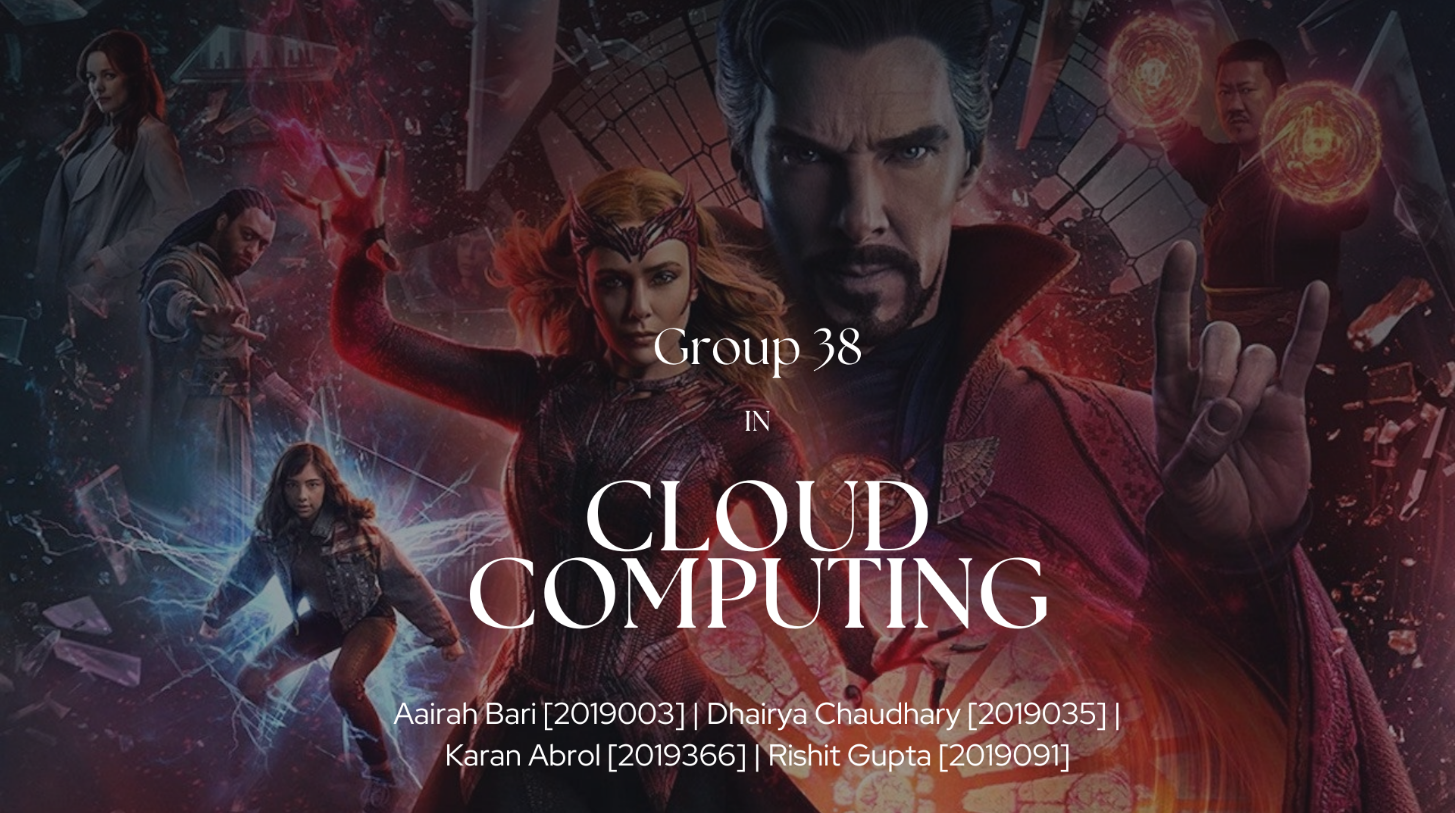 Group 38
IN
CLOUD
COMPUTING
Aairah Bari [2019003] | Dhairya Chaudhary [2019035] |
Karan Abrol [2019366] | Rishit Gupta [2019091]